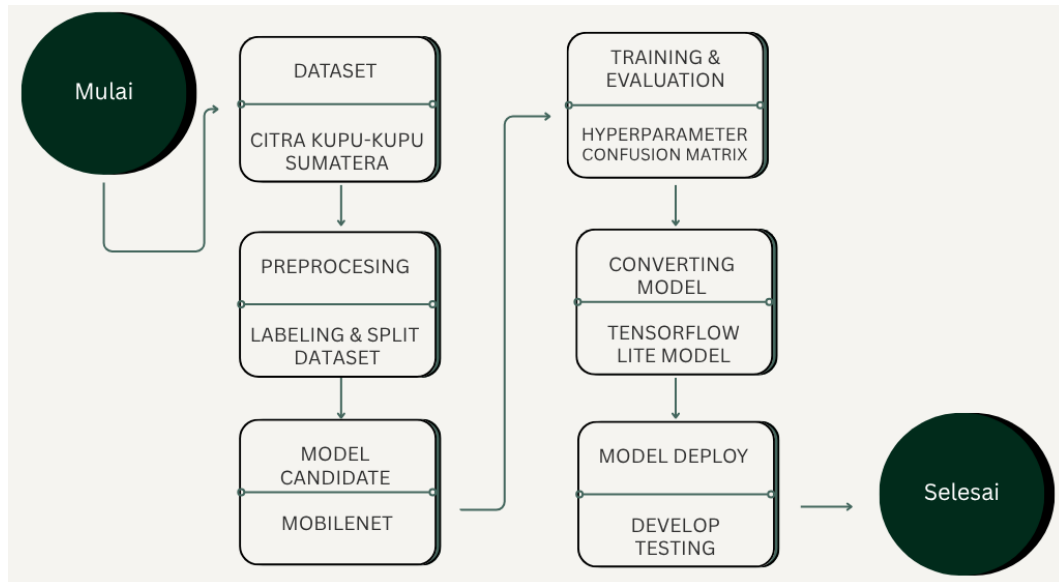 Mulai
DATASET
CITRA KUPU-KUPU
SUMATERA
PREPROCESING
LABELING & SPLIT
DATASET
MODEL
CANDIDATE
MOBILENET
TRAINING &
EVALUATION
HYPERPARAMETER
CONFUSION MATRIX
CONVERTING
MODEL
TENSORFLOW
LITE MODEL
MODEL DEPLOY
DEVELOP
TESTING
Selesai